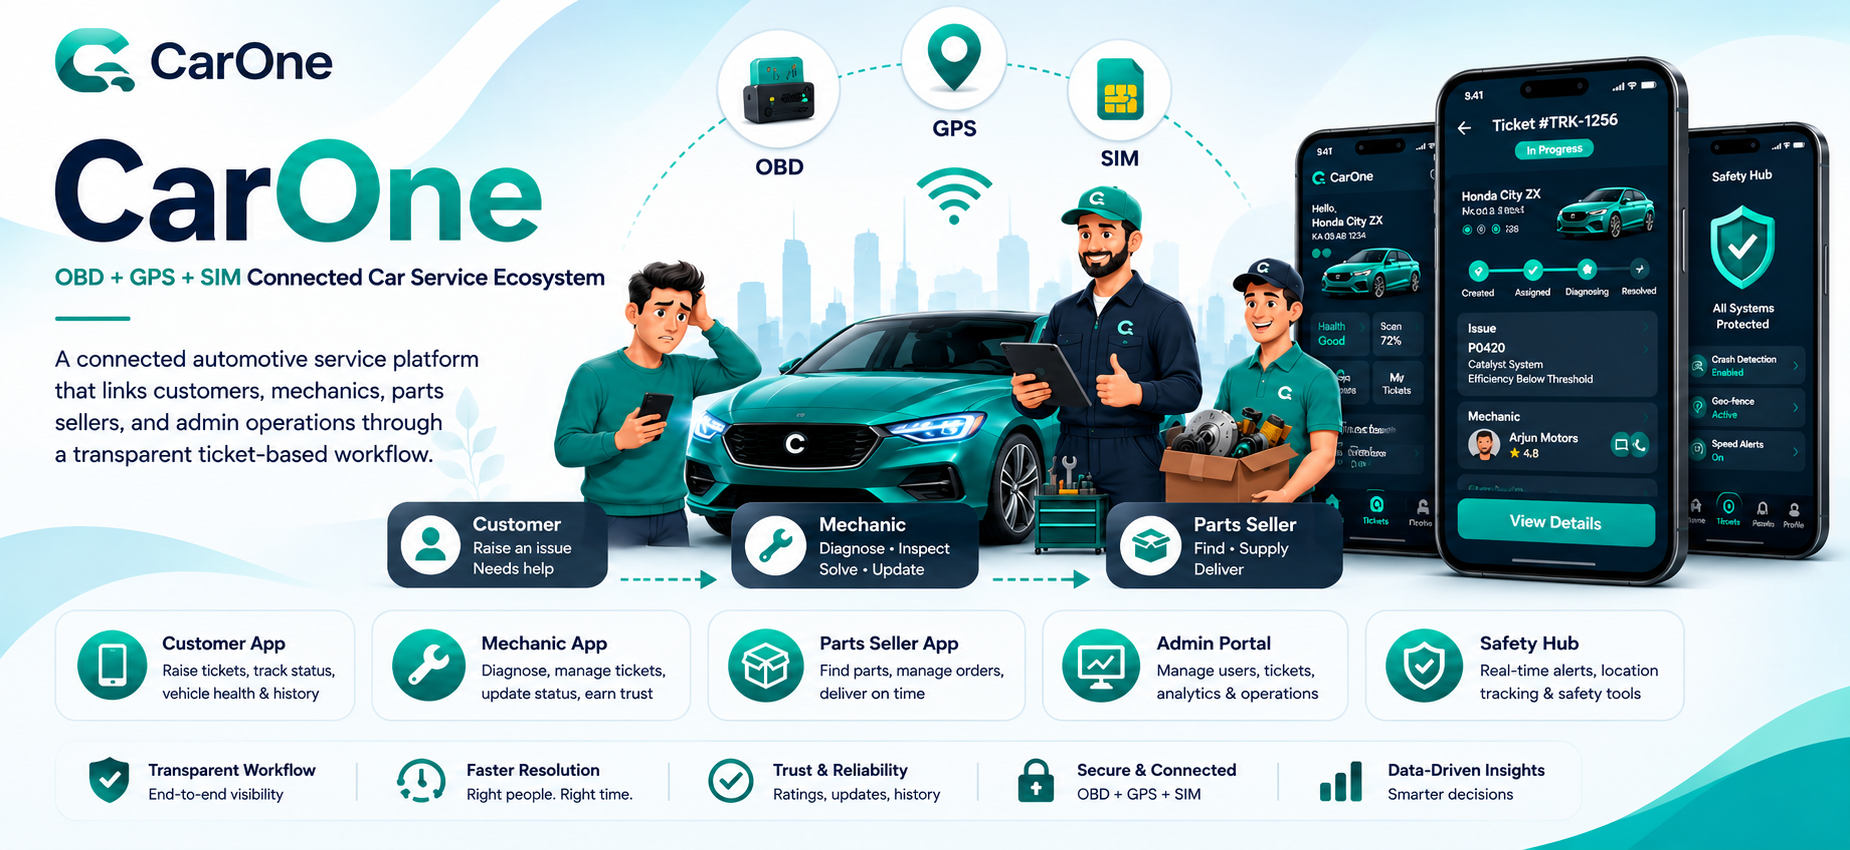 CarOne
CarOne
OBD + GPS + SIM Connected Car Service Ecosystem
A connected automotive service platform
that links customers, mechanics, parts
sellers, and admin operations through
a transparent ticket-based workflow.
OBD
GPS
SIM
Customer
Raise an issue
Needs help
Mechanic
Diagnose • Inspect
Solve • Update
Parts Seller
Find • Supply
Deliver
9:41
CarOne
Hello,
Honda City ZX
KA 05 AB 1234
Health
Good
Scan
72%
My
Tickets
Tickets
9.41
Ticket #TRK-1256
In Progress
Honda City ZX
Created
Assigned
Diagnosing
Resolved
Issue
P0420
Catalyst System
Efficiency Below Threshold
Mechanic
Arjun Motors
4,8
View Details
Safety Hub
All Systems
Protected
Crash Detection
Enabled
Geo-fence
Active
Speed Alerts
On
Profile
Customer App
Raise tickets, track status,
vehicle health & history
Mechanic App
Diagnose, manage tickets,
update status, earn trust
Parts Seller App
Find parts, manage orders,
deliver on time
Admin Portal
Manage users, tickets,
analytics & operations
Safety Hub
Real-time alerts, location
tracking & safety tools
Transparent Workflow
End-to-end visibility
Faster Resolution
Right people. Right time.
Trust & Reliability
Ratings, updates, history
Secure & Connected
OBD + GPS + SIM
Data-Driven Insights
Smarter decisions